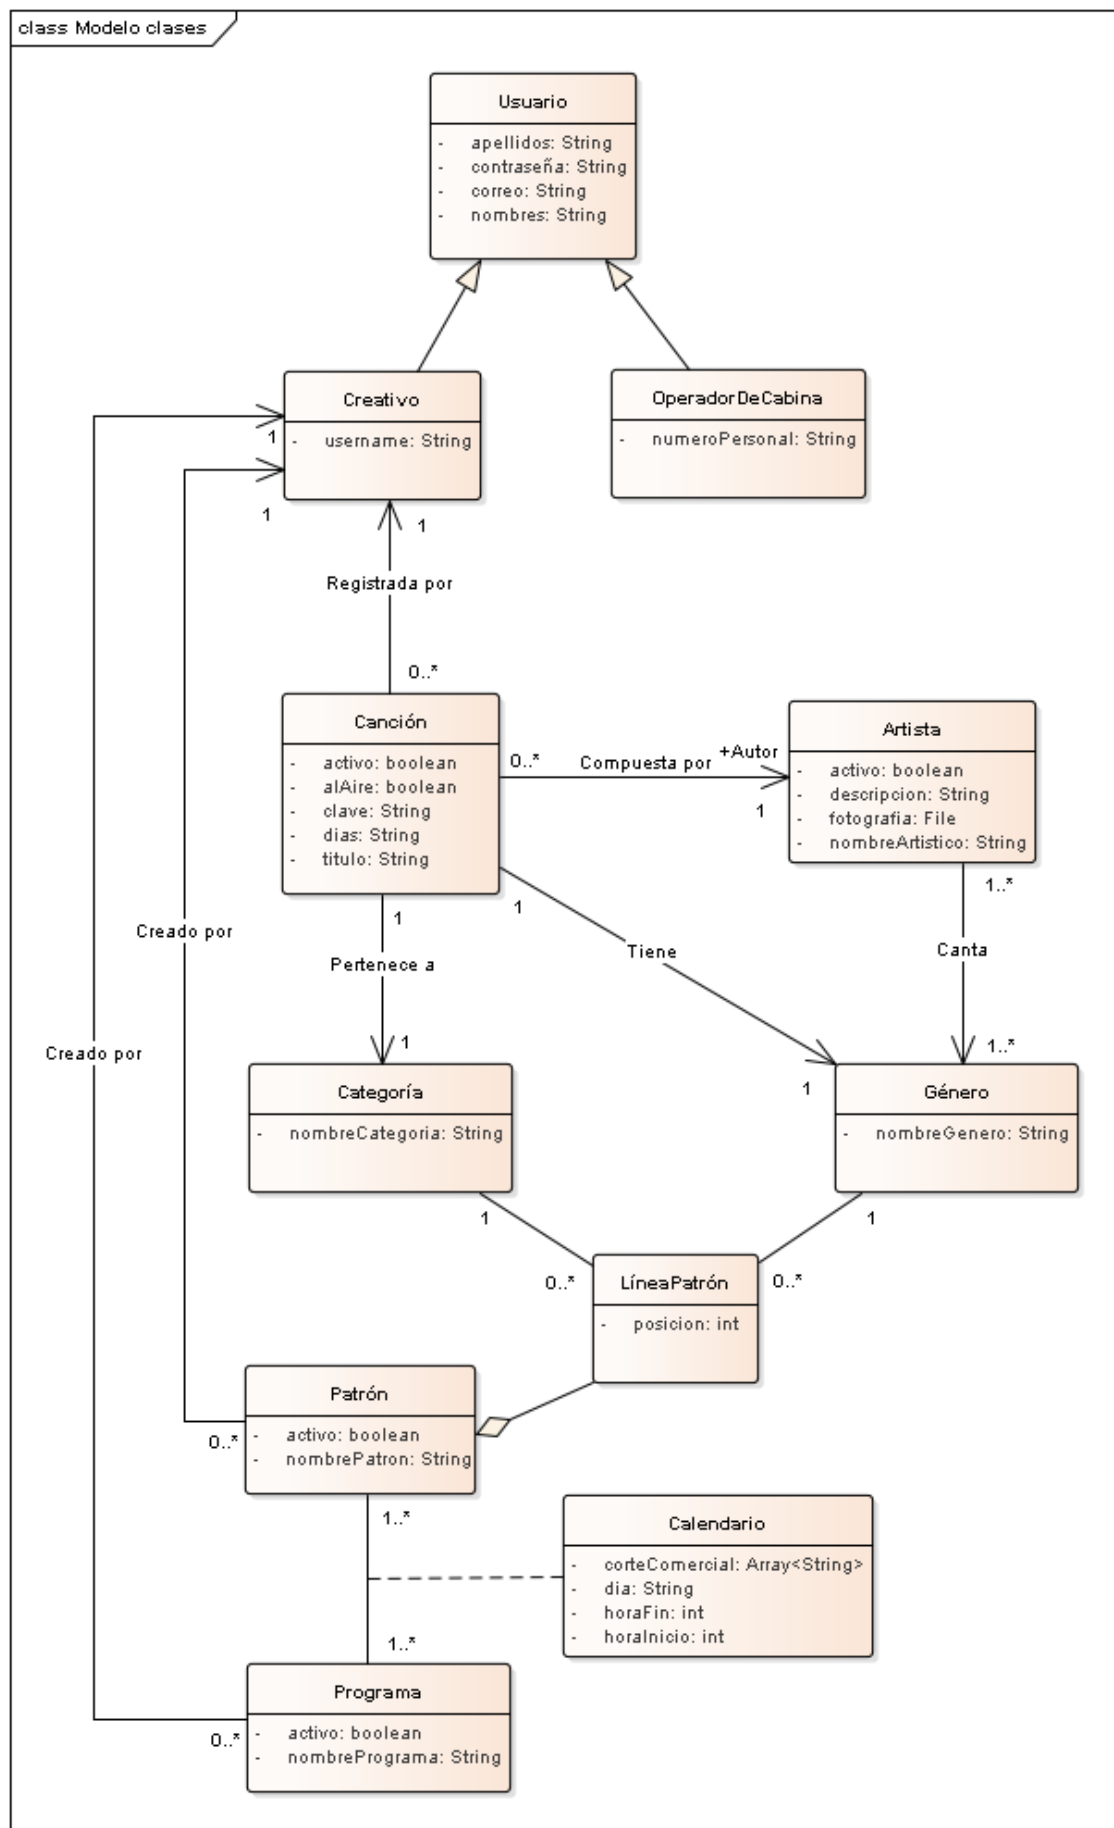 class Modelo clases
Usuario
- apellidos: String
- contraseña: String
- correo: String
- nombres: String
Creativo
- username: String
OperadorDeCabina
- numeroPersonal: String
1
1
1
Registrada por
0..*
Canción
- activo: boolean
- alAire: boolean
- clave: String
- dias: String
- titulo: String
0..*
Compuesta por
+Autor
1
Artista
- activo: boolean
- descripcion: String
- fotografia: File
- nombreArtistico: String
1
Pertenece a
1
1
Tiene
1
1..*
Canta
1..*
Creado por
Creado por
Categoría
- nombreCategoria: String
Género
- nombreGenero: String
1
0..*
1
0..*
LíneaPatrón
- posicion: int
Patrón
- activo: boolean
- nombrePatron: String
0..*
1..*
Calendario
- corteComercial: Array<String>
- dia: String
- horaFin: int
- horaInicio: int
1..*
Programa
- activo: boolean
- nombrePrograma: String
0..*